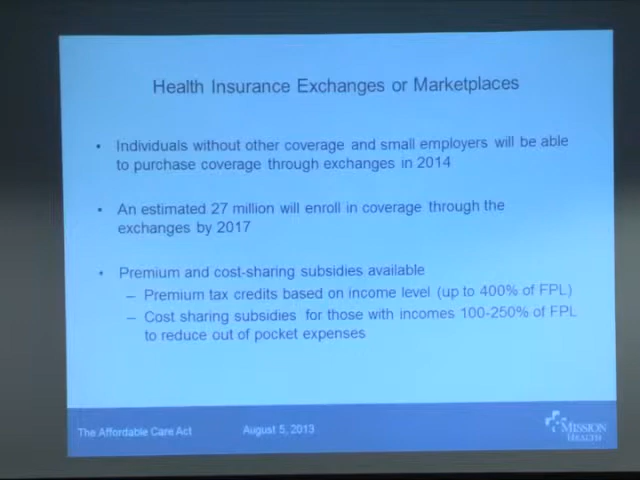 Health Insurance Exchanges or Marketplaces
• Individuals without other coverage and small employers will be able
to purchase coverage through exchanges in 2014
• An estimated 27 million will enroll in coverage through the
exchanges by 2017
• Premium and cost-sharing subsidies available
– Premium tax credits based on income level (up to 400% of FPL)
– Cost sharing subsidies for those with incomes 100-250% of FPL
to reduce out of pocket expenses
The Affordable Care Act August 5, 2013
MISSION
HEALTH